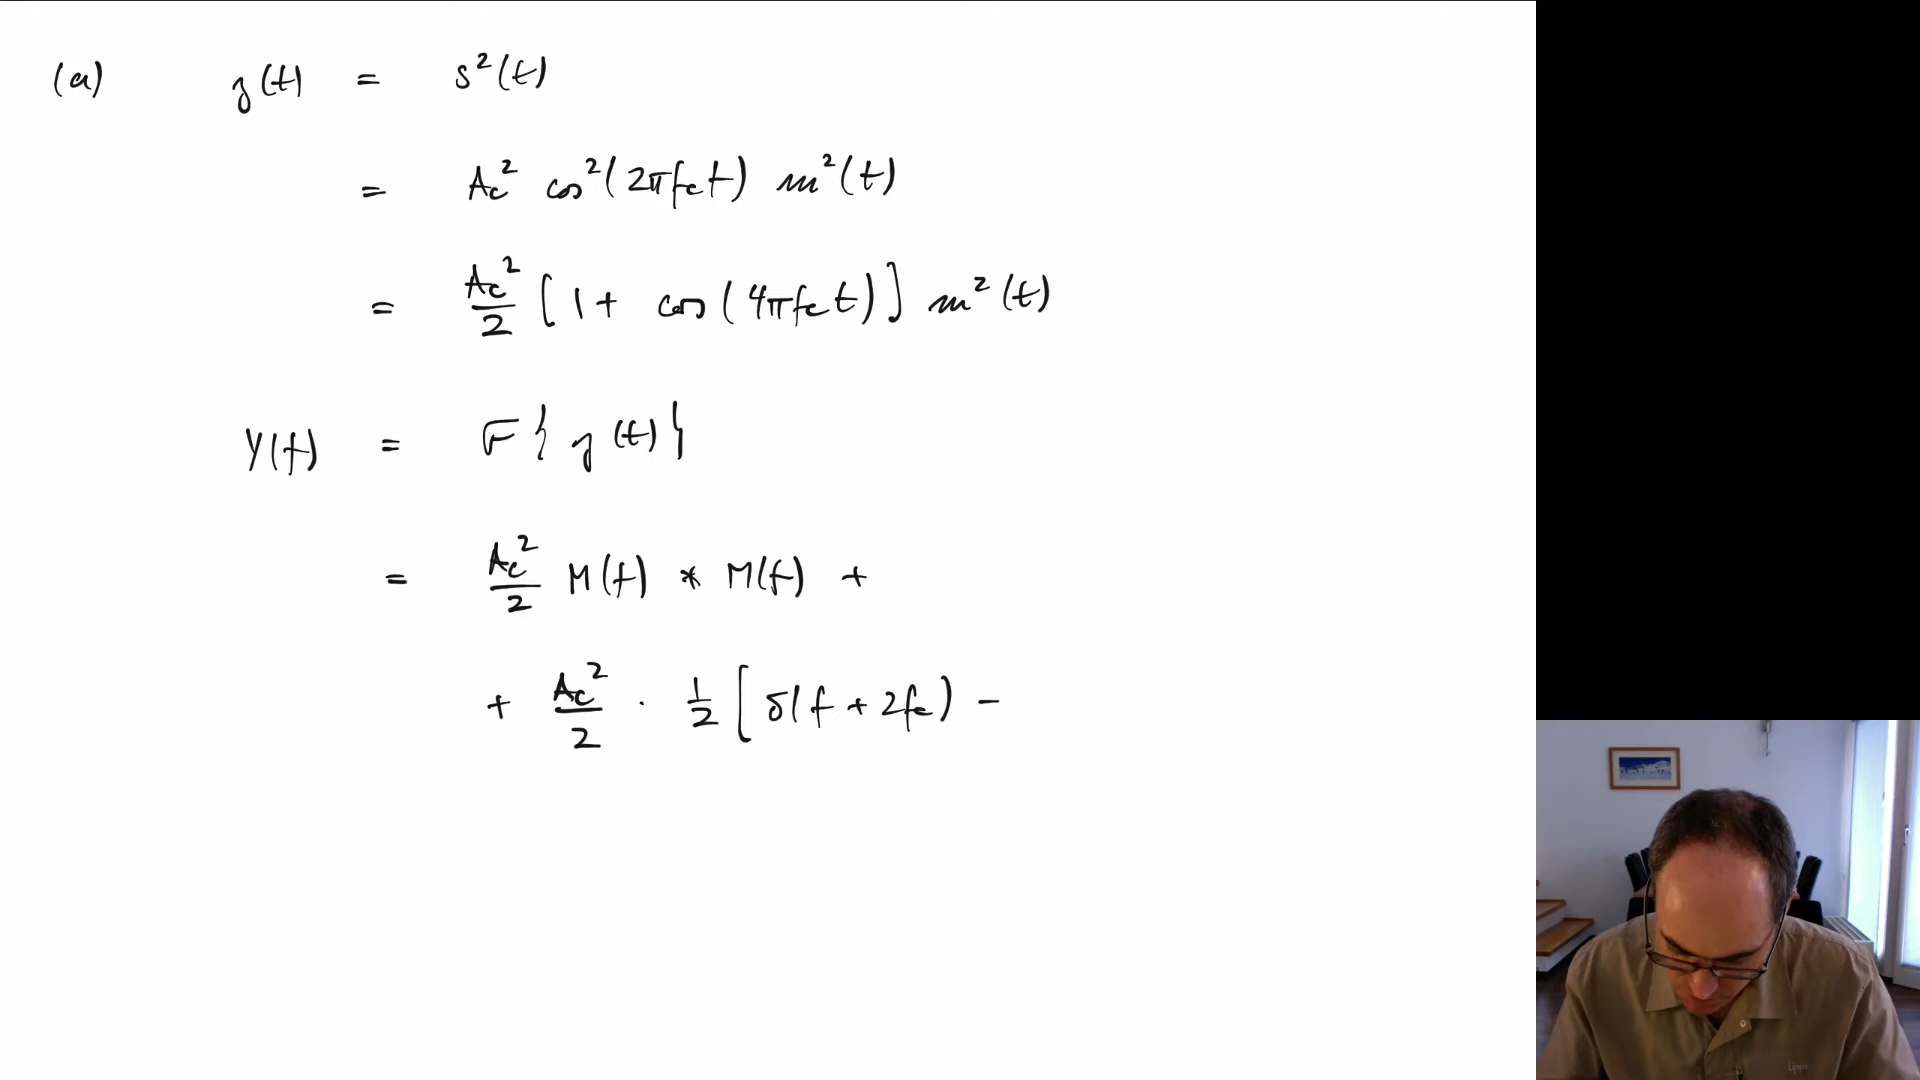 (a) y(t) = s²(t)
= Ac² cos²(2πfct) m²(t)
= Ac²/2 [1 + cos(4πfct)] m²(t)
Y(f) = F{y(t)}
= Ac²/2 M(f) * M(f) +
+ Ac²/2 · 1/2 [δ(f + 2fc) −